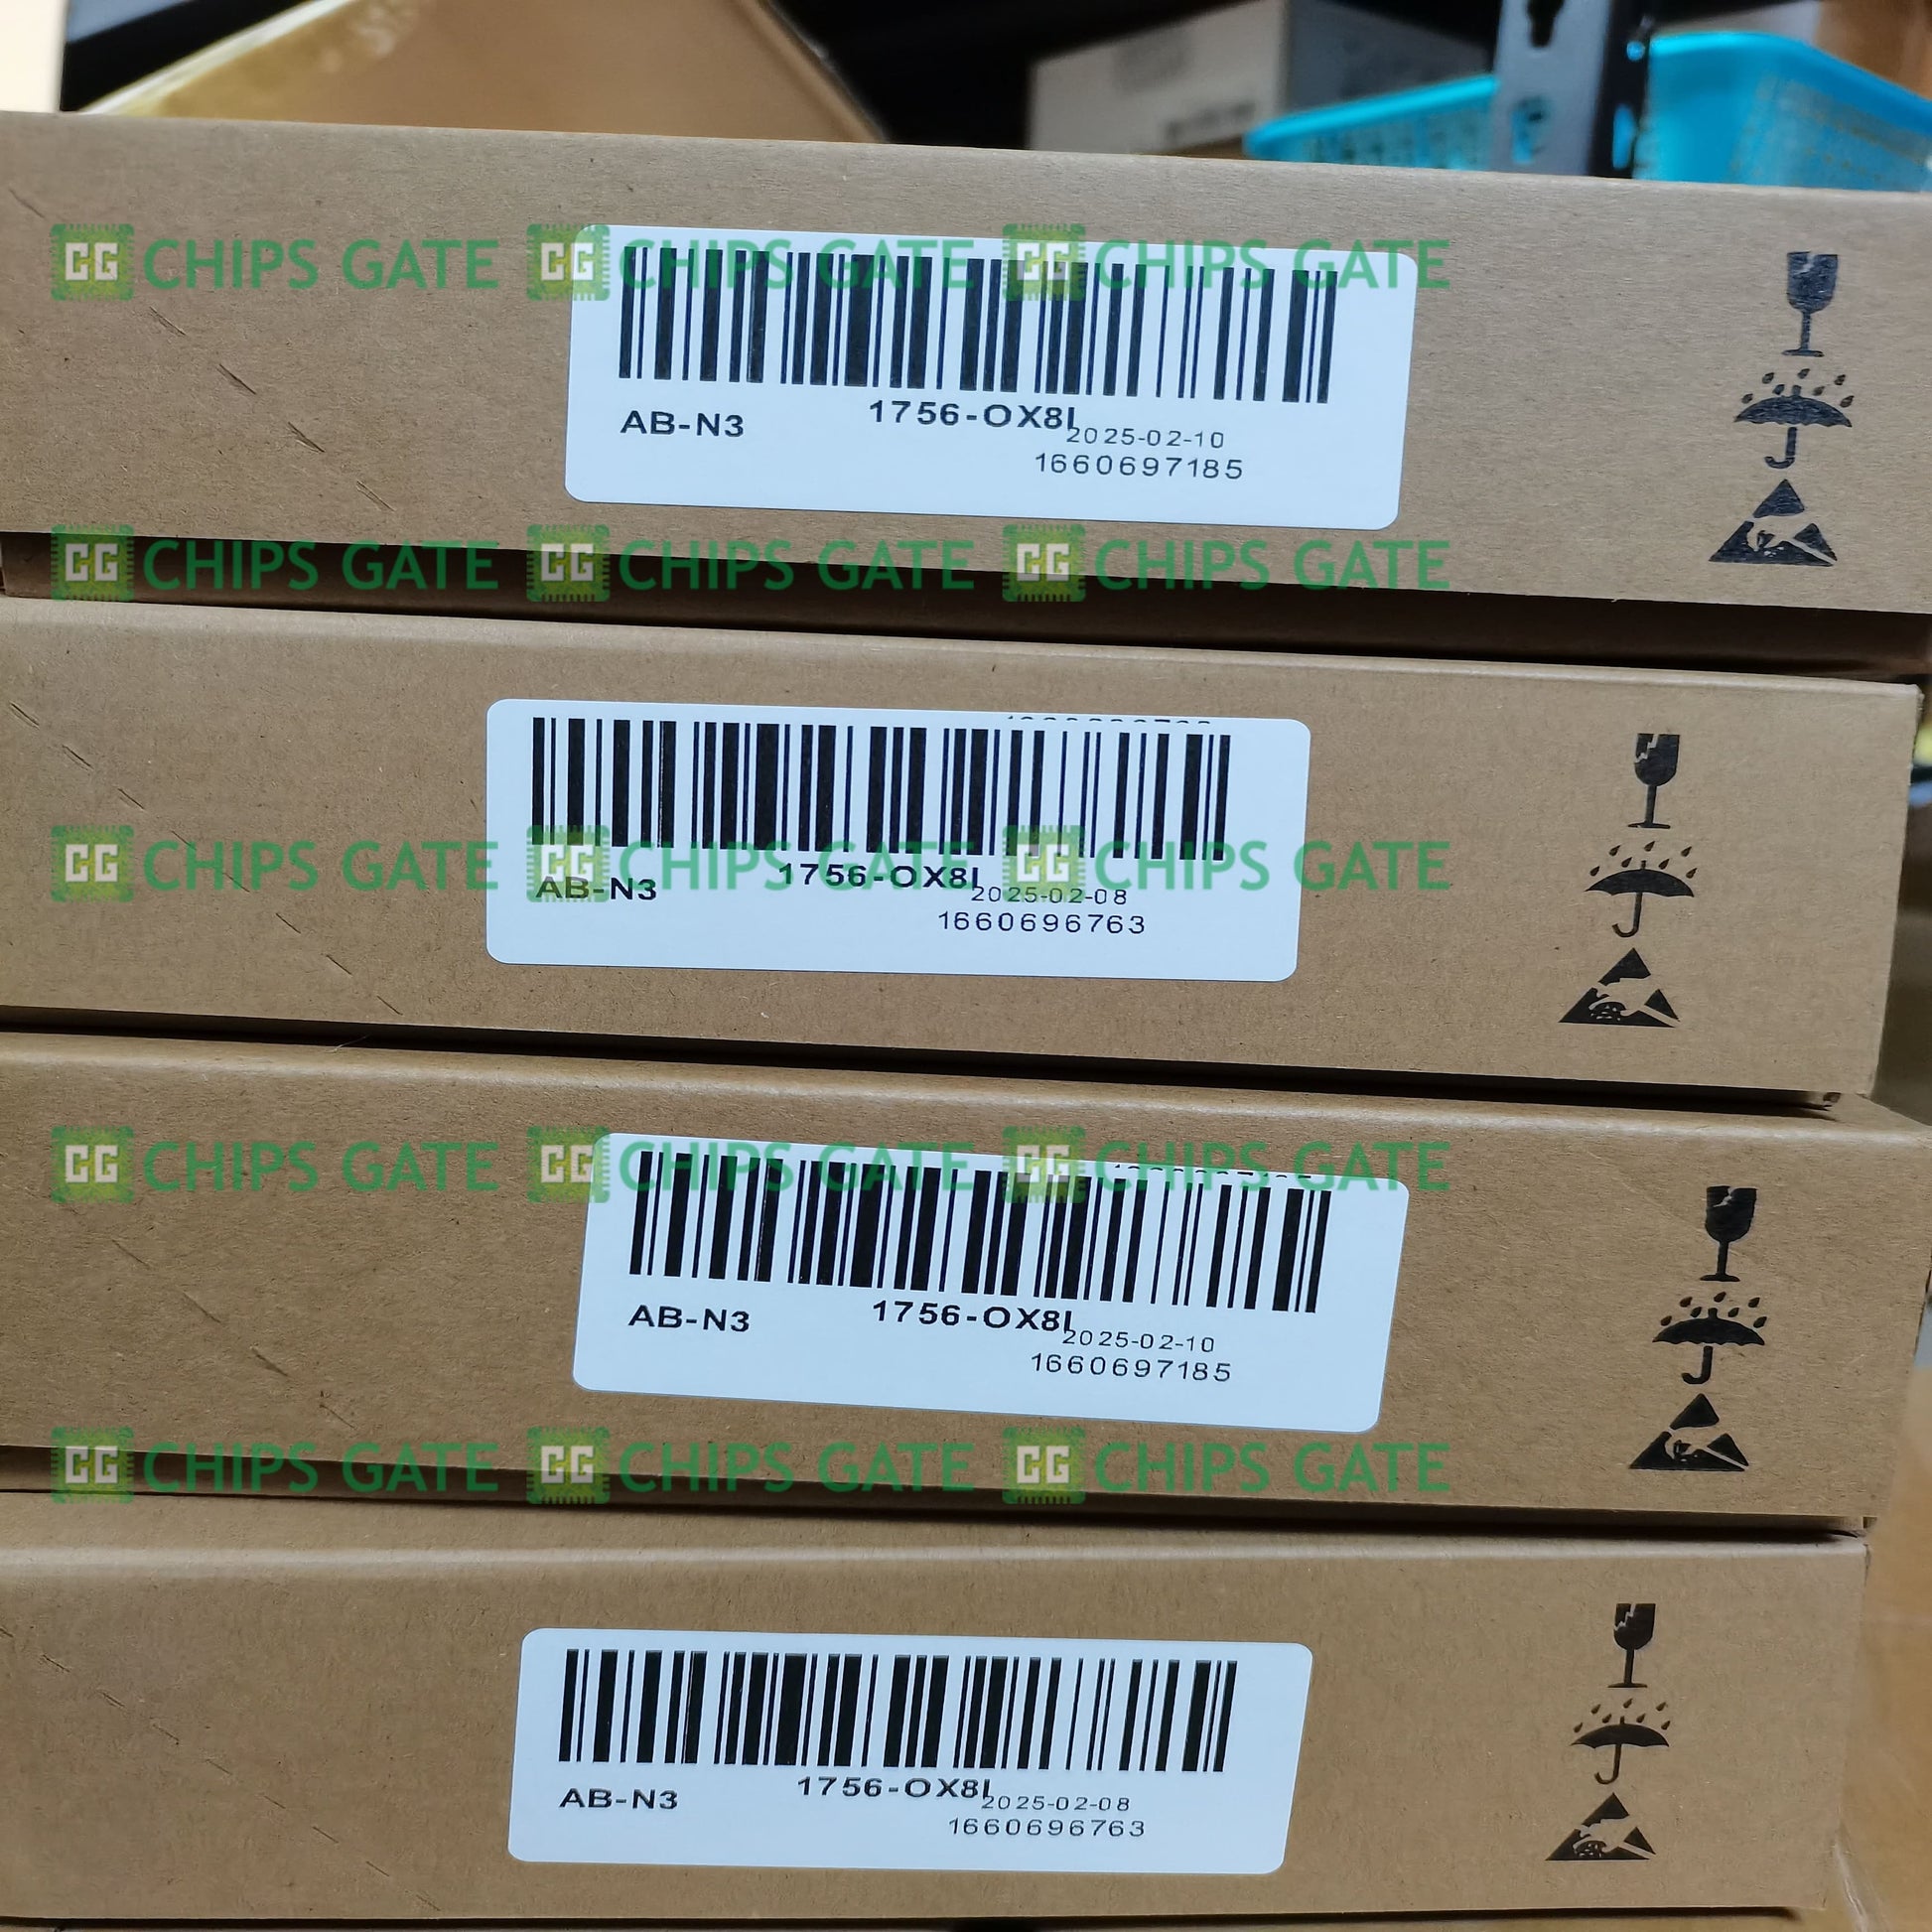 CG CHIPS GATE CG CHIPS GATE CG CHIPS GATE
AB-N3 1756-OX8I
2025-02-10
1660697185
CG CHIPS GATE CG CHIPS GATE CG CHIPS GATE
CG CHIPS GATE CG CHIPS GATE CG CHIPS GATE
AB-N3 1756-OX8I
2025-02-08
1660696763
CG CHIPS GATE CG CHIPS GATE CG CHIPS GATE
AB-N3 1756-OX8I
2025-02-10
1660697185
CG CHIPS GATE CG CHIPS GATE CG CHIPS GATE
AB-N3 1756-OX8I
2025-02-08
1660696763